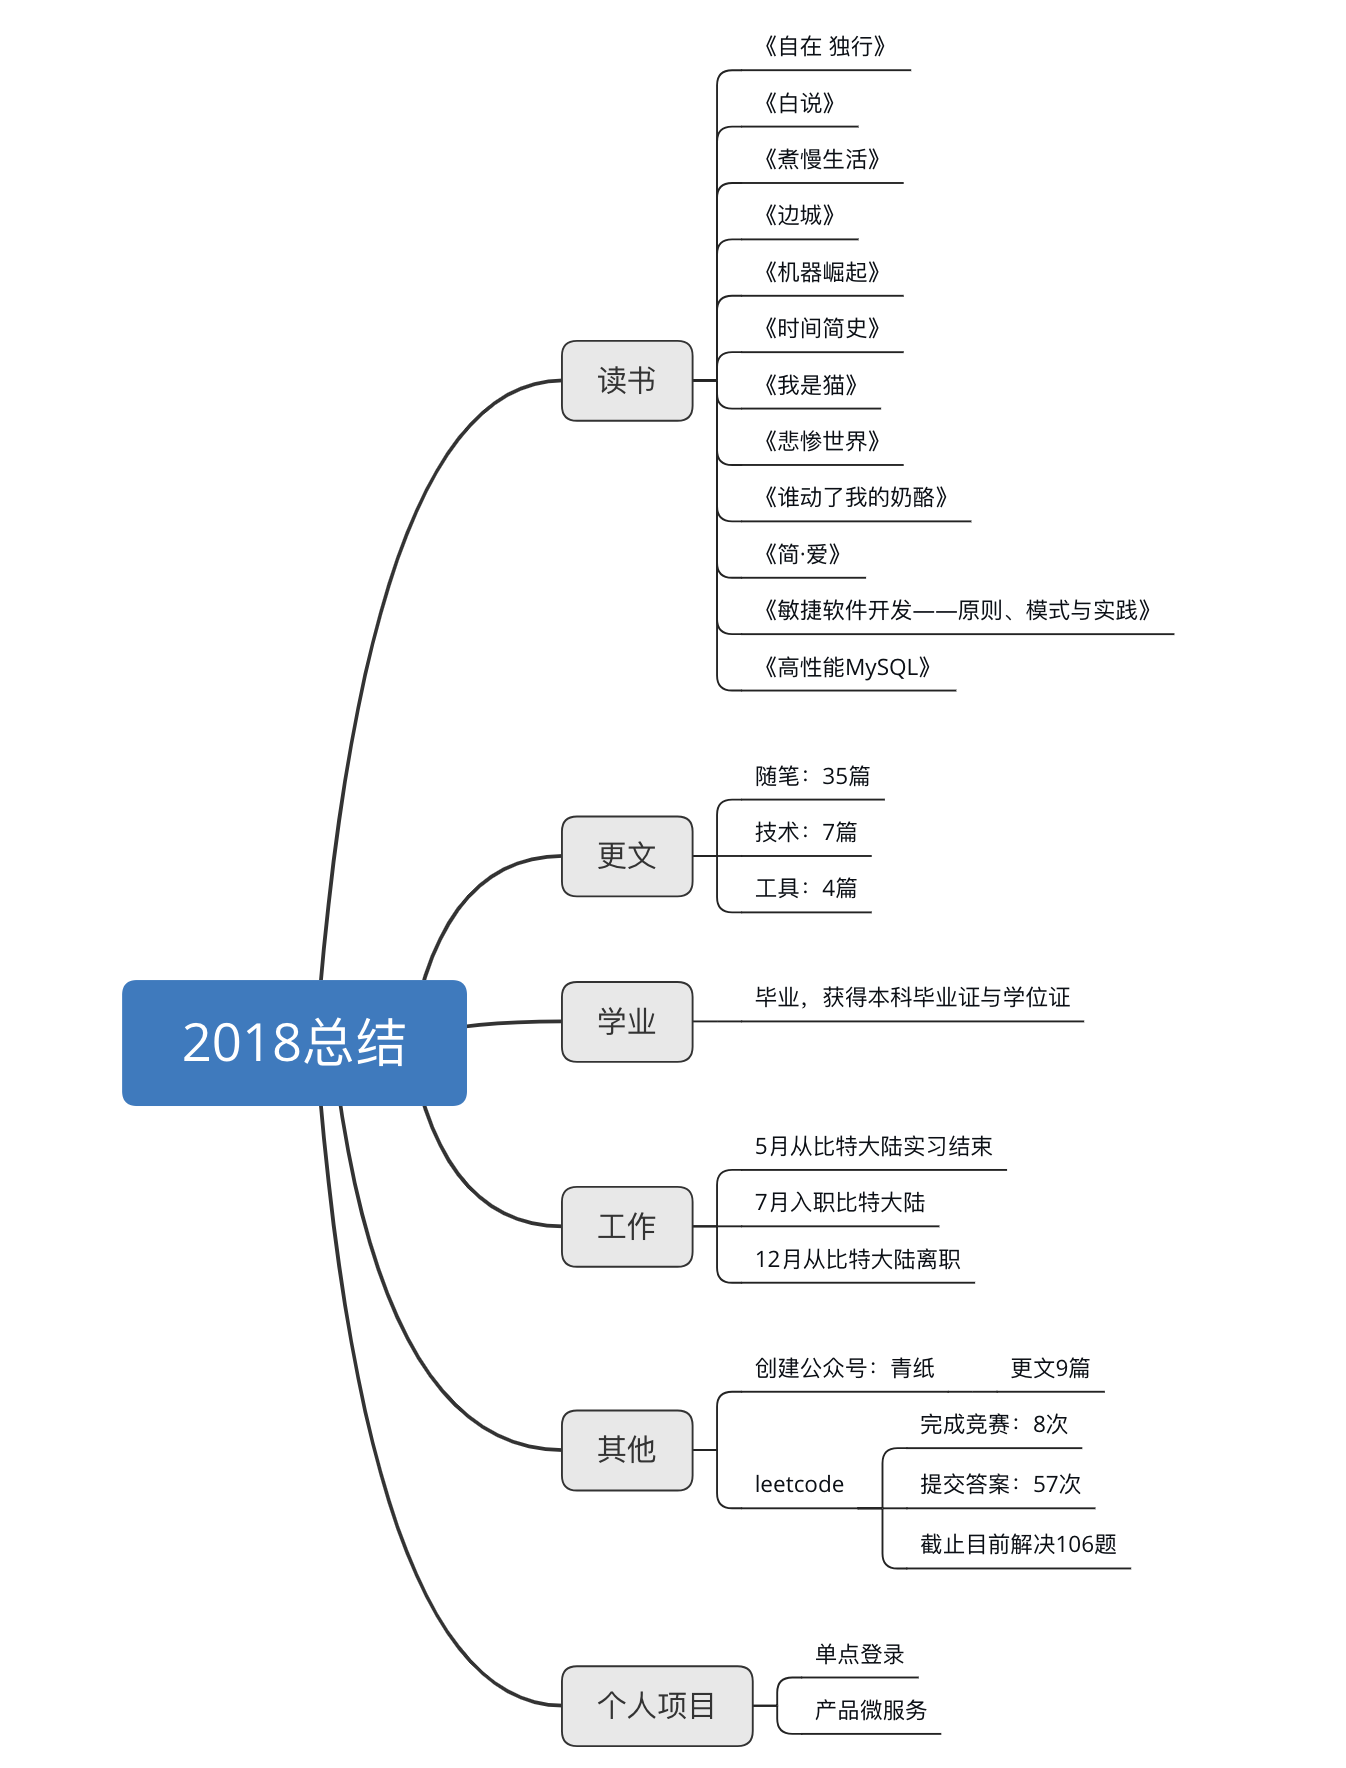 2018总结
读书
《自在 独行》
《白说》
《煮慢生活》
《边城》
《机器崛起》
《时间简史》
《我是猫》
《悲惨世界》
《谁动了我的奶酪》
《简·爱》
《敏捷软件开发——原则、模式与实践》
《高性能MySQL》
更文
随笔：35篇
技术：7篇
工具：4篇
学业
毕业，获得本科毕业证与学位证
工作
5月从比特大陆实习结束
7月入职比特大陆
12月从比特大陆离职
其他
创建公众号：青纸
更文9篇
leetcode
完成竞赛：8次
提交答案：57次
截止目前解决106题
个人项目
单点登录
产品微服务